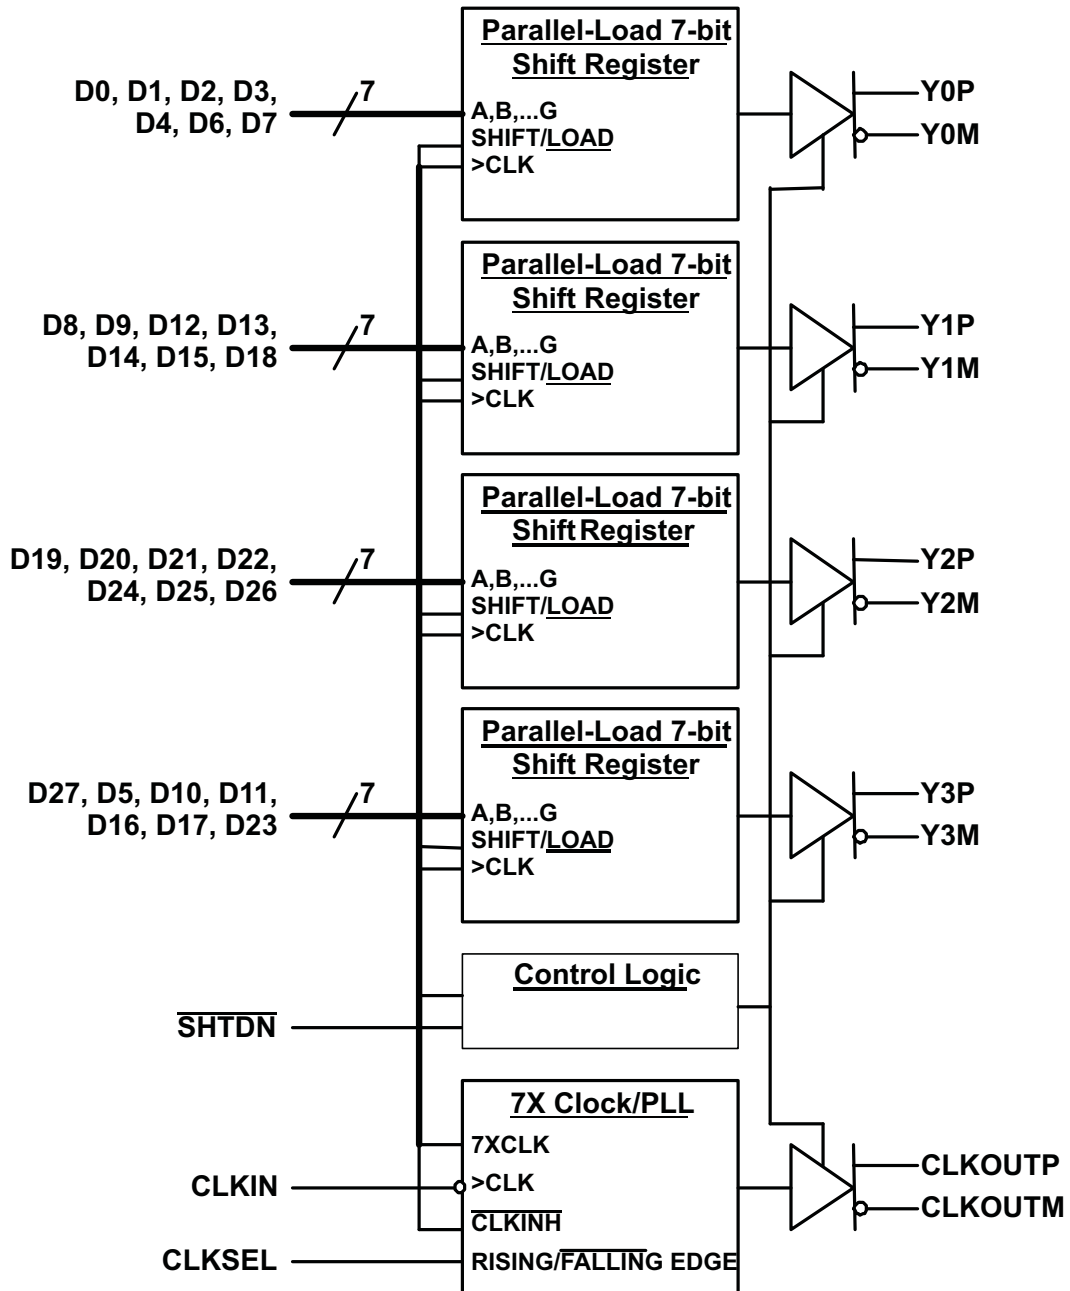 Parallel-Load 7-bit
Shift Register
D0, D1, D2, D3,
D4, D6, D7
7
A,B,...G
SHIFT/LOAD
>CLK
Y0P
Y0M
Parallel-Load 7-bit
Shift Register
D8, D9, D12, D13,
D14, D15, D18
7
A,B,...G
SHIFT/LOAD
>CLK
Y1P
Y1M
Parallel-Load 7-bit
Shift Register
D19, D20, D21, D22,
D24, D25, D26
7
A,B,...G
SHIFT/LOAD
>CLK
Y2P
Y2M
Parallel-Load 7-bit
Shift Register
D27, D5, D10, D11,
D16, D17, D23
7
A,B,...G
SHIFT/LOAD
>CLK
Y3P
Y3M
Control Logic
SHTDN
7X Clock/PLL
7XCLK
CLKIN
>CLK
CLKINH
CLKSEL
RISING/FALLING EDGE
CLKOUTP
CLKOUTM